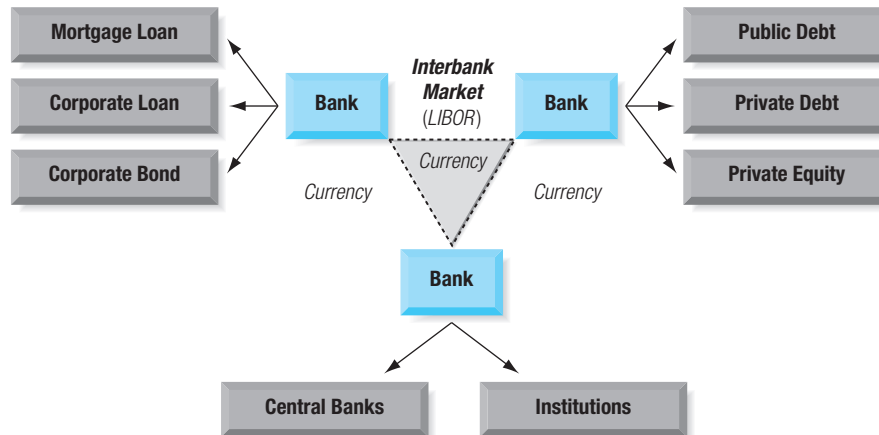 Mortgage Loan
Corporate Loan
Corporate Bond
Bank
Interbank
Market
(LIBOR)
Bank
Public Debt
Private Debt
Private Equity
Currency
Currency
Currency
Bank
Central Banks
Institutions